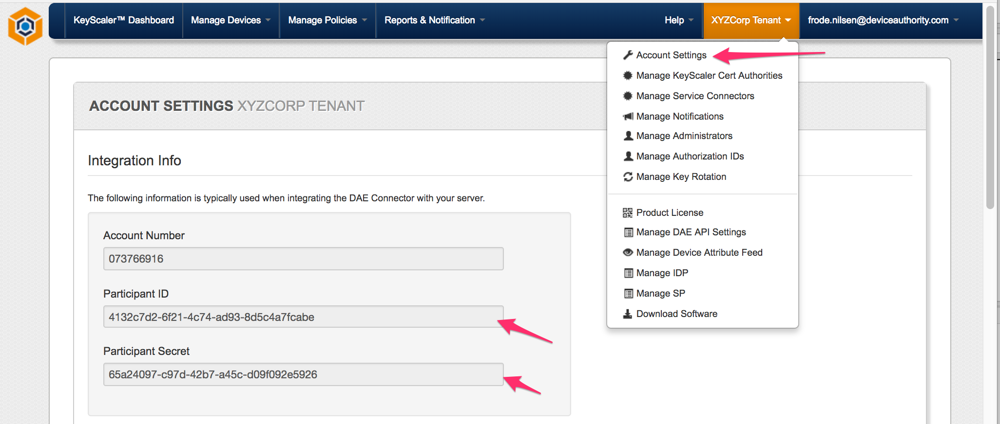 KeyScaler™ Dashboard
Manage Devices
Manage Policies
Reports & Notification
Help
XYZCorp Tenant
frode.nilsen@deviceauthority.com
Account Settings
Manage KeyScaler Cert Authorities
Manage Service Connectors
Manage Notifications
Manage Administrators
Manage Authorization IDs
Manage Key Rotation
Product License
Manage DAE API Settings
Manage Device Attribute Feed
Manage IDP
Manage SP
Download Software
ACCOUNT SETTINGS XYZCORP TENANT
Integration Info
The following information is typically used when integrating the DAE Connector with your server.
Account Number
073766916
Participant ID
4132c7d2-6f21-4c74-ad93-8d5c4a7fcabe
Participant Secret
65a24097-c97d-42b7-a45c-d09f092e5926